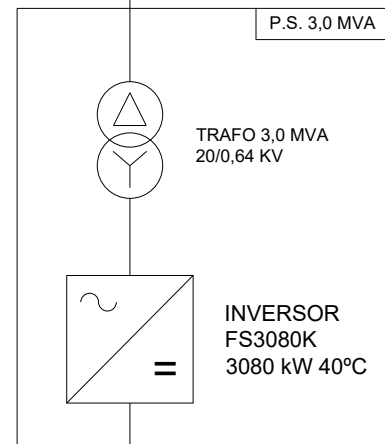 P.S. 3,0 MVA
TRAFO 3,0 MVA
20/0,64 KV
INVERSOR
FS3080K
3080 kW 40ºC